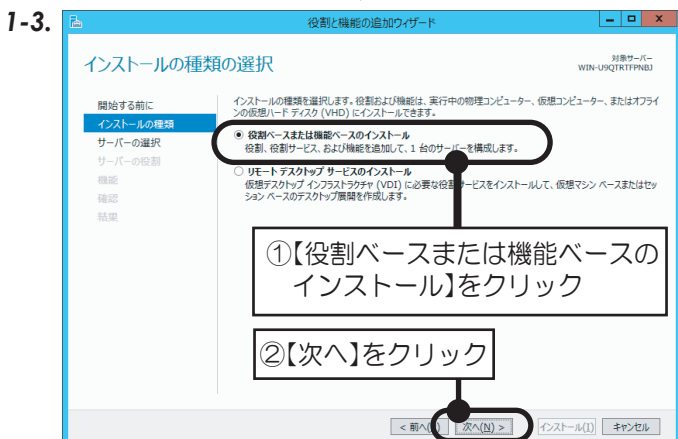 1-3.
役割と機能の追加ウィザード
インストールの種類の選択
対象サーバー
WIN-U9QTRTFPNBJ
開始する前に
インストールの種類
サーバーの選択
サーバーの役割
機能
確認
結果
インストールの種類を選択します。役割および機能は、実行中の物理コンピューター、仮想コンピューター、またはオフライ
ンの仮想ハード ディスク (VHD) にインストールできます。
役割ベースまたは機能ベースのインストール
役割、役割サービス、および機能を追加して、1 台のサーバーを構成します。
リモート デスクトップ サービスのインストール
仮想デスクトップ インフラストラクチャ (VDI) に必要な役割サービスをインストールして、仮想マシン ベースまたはセッ
ション ベースのデスクトップ展開を作成します。
①【役割ベースまたは機能ベースの
インストール】をクリック
②【次へ】をクリック
< 前へ( 次へ(N) > インストール(I) キャンセル